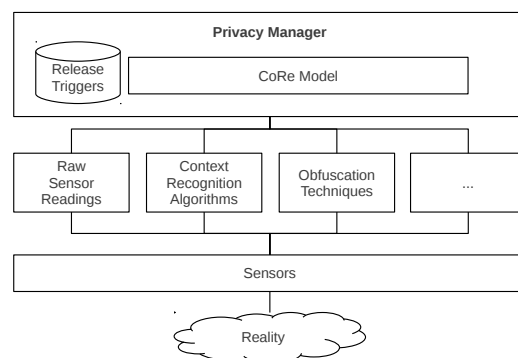 Privacy Manager
Release
Triggers
CoRe Model
Raw
Sensor
Readings
Context
Recognition
Algorithms
Obfuscation
Techniques
...
Sensors
Reality